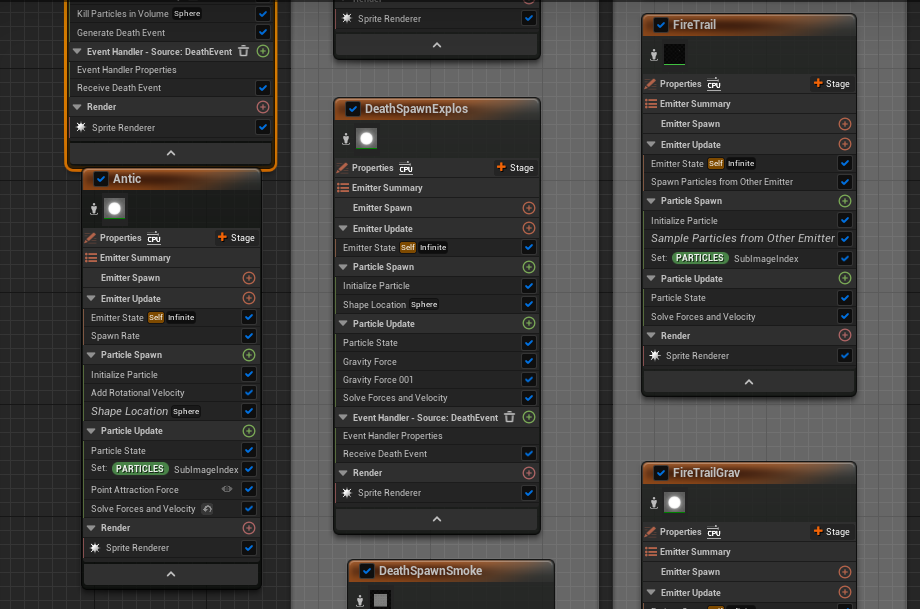 Kill Particles in Volume Sphere
Generate Death Event
Event Handler - Source: DeathEvent
Event Handler Properties
Receive Death Event
Render
Sprite Renderer
Antic
Properties CPU Stage
Emitter Summary
Emitter Spawn
Emitter Update
Emitter State Self Infinite
Spawn Rate
Particle Spawn
Initialize Particle
Add Rotational Velocity
Shape Location Sphere
Particle Update
Particle State
Set: PARTICLES SubImageIndex
Point Attraction Force
Solve Forces and Velocity
Render
Sprite Renderer
Sprite Renderer
DeathSpawnExplos
Properties CPU Stage
Emitter Summary
Emitter Spawn
Emitter Update
Emitter State Self Infinite
Particle Spawn
Initialize Particle
Shape Location Sphere
Particle Update
Particle State
Gravity Force
Gravity Force 001
Solve Forces and Velocity
Event Handler - Source: DeathEvent
Event Handler Properties
Receive Death Event
Render
Sprite Renderer
DeathSpawnSmoke
FireTrail
Properties CPU Stage
Emitter Summary
Emitter Spawn
Emitter Update
Emitter State Self Infinite
Spawn Particles from Other Emitter
Particle Spawn
Initialize Particle
Sample Particles from Other Emitter
Set: PARTICLES SubImageIndex
Particle Update
Particle State
Solve Forces and Velocity
Render
Sprite Renderer
FireTrailGrav
Properties CPU Stage
Emitter Summary
Emitter Spawn
Emitter Update